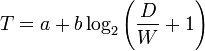 T = a + b log₂ ( D/W + 1 )